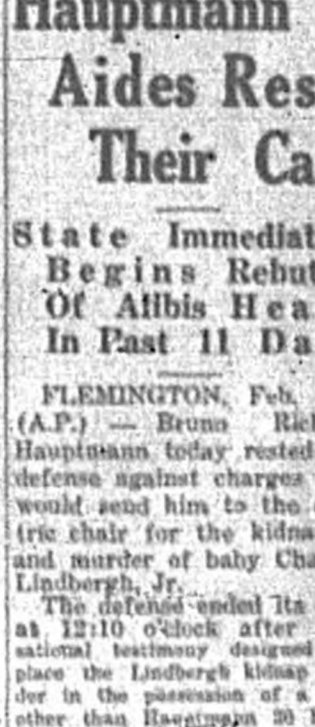 Hauptmann
Aides Res
Their Ca
State Immediat
Begins Rebut
Of Alibis Hea
In Past 11 Da
FLEMINGTON, Feb.
(A.P.) — Bruno Ric
Hauptmann today rested
defense against charges
would send him to the
tric chair for the kidna
and murder of baby Cha
Lindbergh, Jr.
The defense ended its
at 12:10 o'clock after
sational testimony designed
place the Lindbergh kidnap
der in the possession of a
other than Hauptmann